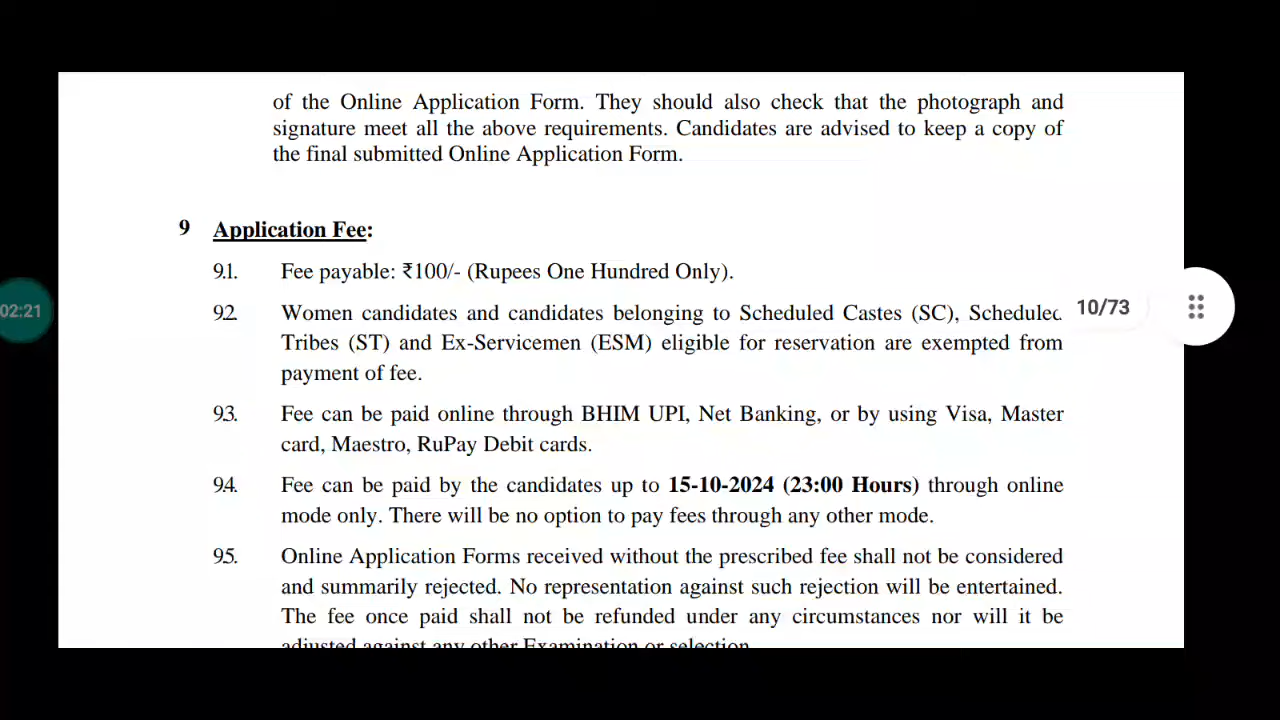 of the Online Application Form. They should also check that the photograph and
signature meet all the above requirements. Candidates are advised to keep a copy of
the final submitted Online Application Form.
9 Application Fee:
9.1. Fee payable: ₹100/- (Rupees One Hundred Only).
9.2. Women candidates and candidates belonging to Scheduled Castes (SC), Scheduled
Tribes (ST) and Ex-Servicemen (ESM) eligible for reservation are exempted from
payment of fee.
9.3. Fee can be paid online through BHIM UPI, Net Banking, or by using Visa, Master
card, Maestro, RuPay Debit cards.
9.4. Fee can be paid by the candidates up to 15-10-2024 (23:00 Hours) through online
mode only. There will be no option to pay fees through any other mode.
9.5. Online Application Forms received without the prescribed fee shall not be considered
and summarily rejected. No representation against such rejection will be entertained.
The fee once paid shall not be refunded under any circumstances nor will it be
adjusted against any other Examination or selection.
02:21
10/73